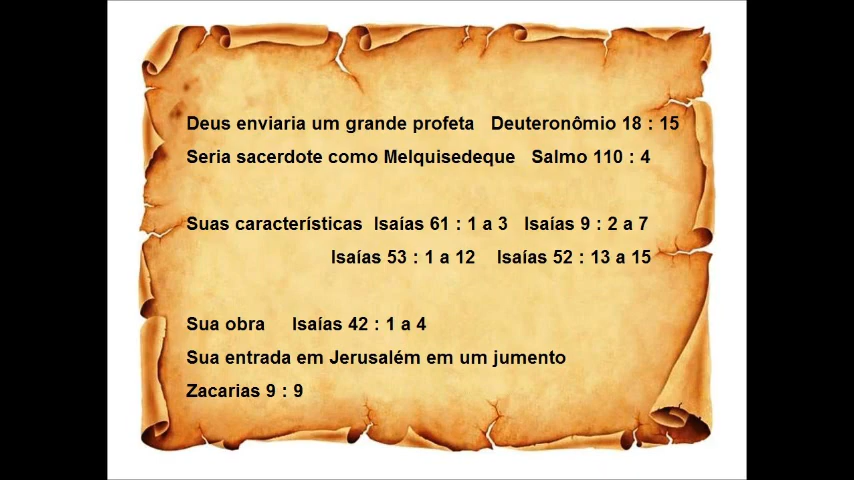 Deus enviaria um grande profeta Deuteronômio 18 : 15
Seria sacerdote como Melquisedeque Salmo 110 : 4
Suas características Isaías 61 : 1 a 3 Isaías 9 : 2 a 7
Isaías 53 : 1 a 12 Isaías 52 : 13 a 15
Sua obra Isaías 42 : 1 a 4
Sua entrada em Jerusalém em um jumento
Zacarias 9 : 9